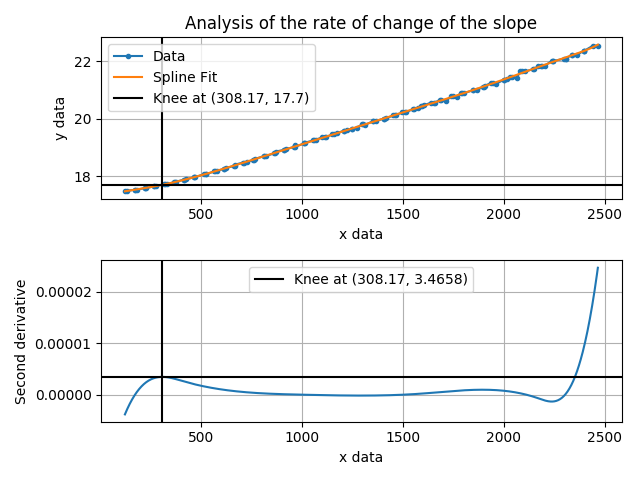 Analysis of the rate of change of the slope
Data
Spline Fit
Knee at (308.17, 17.7)
22
20
18
y data
500 1000 1500 2000 2500
x data
Knee at (308.17, 3.4658)
0.00002
0.00001
0.00000
Second derivative
500 1000 1500 2000 2500
x data